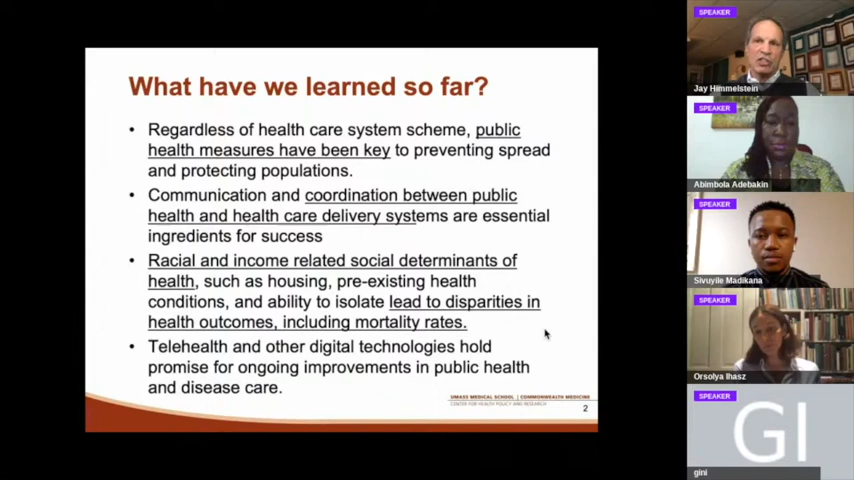 What have we learned so far?
• Regardless of health care system scheme, public
health measures have been key to preventing spread
and protecting populations.
• Communication and coordination between public
health and health care delivery systems are essential
ingredients for success
• Racial and income related social determinants of
health, such as housing, pre-existing health
conditions, and ability to isolate lead to disparities in
health outcomes, including mortality rates.
• Telehealth and other digital technologies hold
promise for ongoing improvements in public health
and disease care.
UMASS MEDICAL SCHOOL | COMMONWEALTH MEDICINE
CENTER FOR HEALTH POLICY AND RESEARCH
2
SPEAKER
Jay Himmelstein
SPEAKER
Abimbola Adebakin
SPEAKER
Sivuyile Madikana
SPEAKER
Orsolya Ihasz
SPEAKER
GI
gini